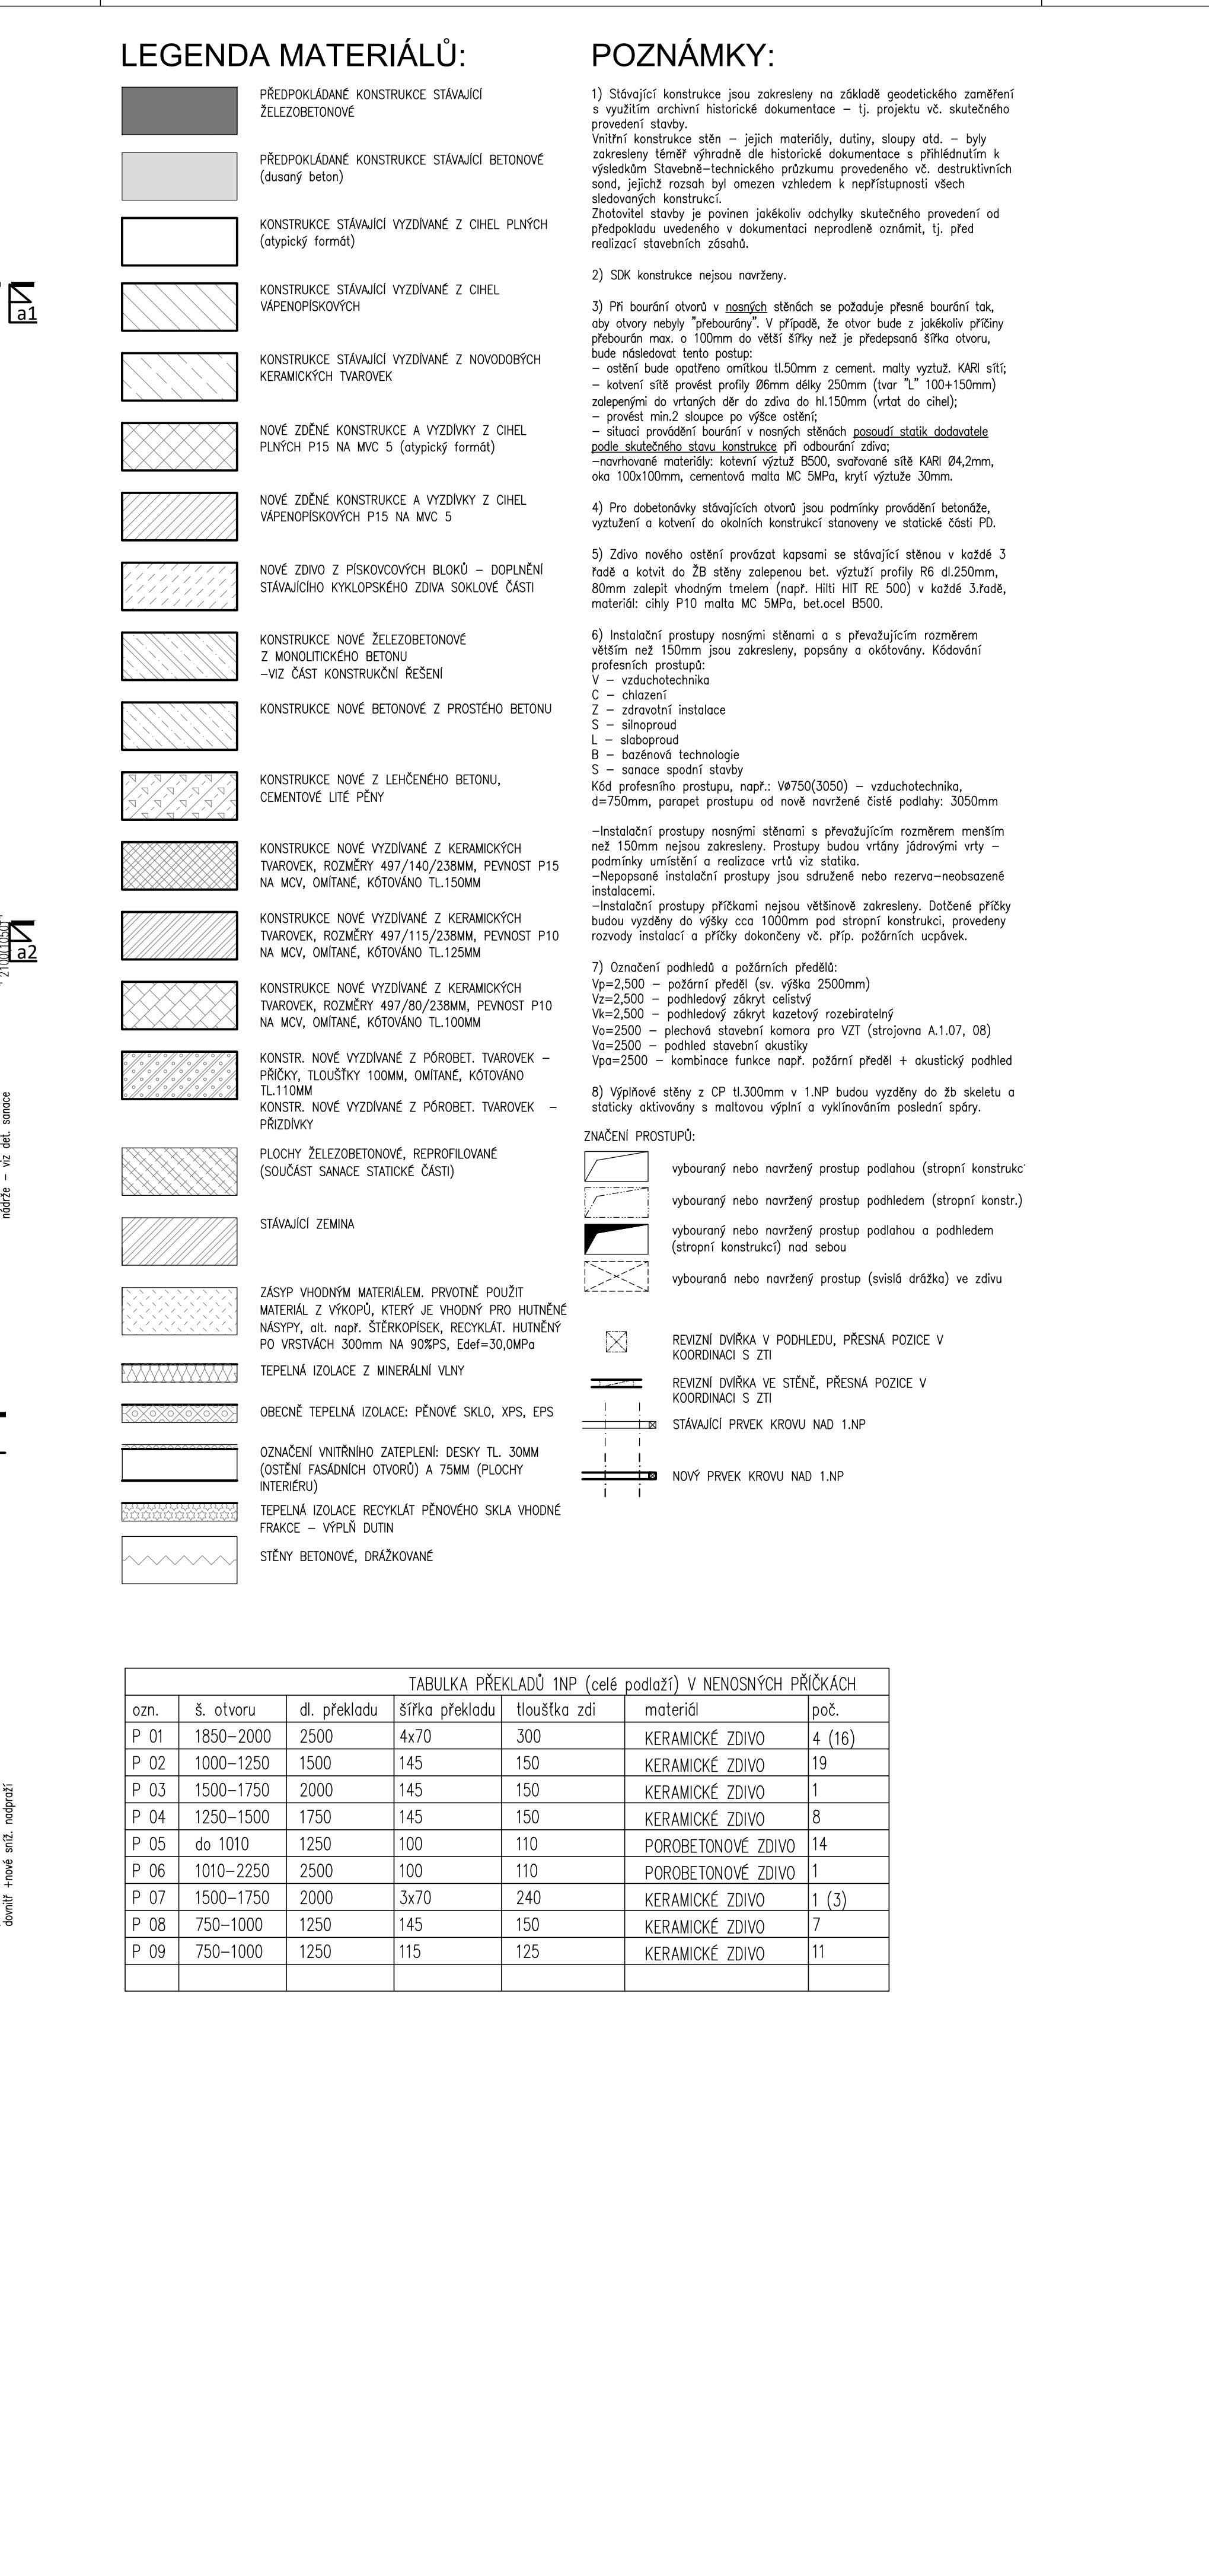 LEGENDA MATERIÁLŮ:
PŘEDPOKLÁDANÉ KONSTRUKCE STÁVAJÍCÍ
ŽELEZOBETONOVÉ
PŘEDPOKLÁDANÉ KONSTRUKCE STÁVAJÍCÍ BETONOVÉ
(dusaný beton)
KONSTRUKCE STÁVAJÍCÍ VYZDÍVANÉ Z CIHEL PLNÝCH
(atypický formát)
KONSTRUKCE STÁVAJÍCÍ VYZDÍVANÉ Z CIHEL
VÁPENOPÍSKOVÝCH
KONSTRUKCE STÁVAJÍCÍ VYZDÍVANÉ Z NOVODOBÝCH
KERAMICKÝCH TVAROVEK
NOVÉ ZDĚNÉ KONSTRUKCE A VYZDÍVKY Z CIHEL
PLNÝCH P15 NA MVC 5 (atypický formát)
NOVÉ ZDĚNÉ KONSTRUKCE A VYZDÍVKY Z CIHEL
VÁPENOPÍSKOVÝCH P15 NA MVC 5
NOVÉ ZDIVO Z PÍSKOVCOVÝCH BLOKŮ – DOPLNĚNÍ
STÁVAJÍCÍHO KYKLOPSKÉHO ZDIVA SOKLOVÉ ČÁSTI
KONSTRUKCE NOVÉ ŽELEZOBETONOVÉ
Z MONOLITICKÉHO BETONU
–VIZ ČÁST KONSTRUKČNÍ ŘEŠENÍ
KONSTRUKCE NOVÉ BETONOVÉ Z PROSTÉHO BETONU
KONSTRUKCE NOVÉ Z LEHČENÉHO BETONU,
CEMENTOVÉ LITÉ PĚNY
KONSTRUKCE NOVÉ VYZDÍVANÉ Z KERAMICKÝCH
TVAROVEK, ROZMĚRY 497/140/238MM, PEVNOST P15
NA MCV, OMÍTANÉ, KÓTOVÁNO TL.150MM
KONSTRUKCE NOVÉ VYZDÍVANÉ Z KERAMICKÝCH
TVAROVEK, ROZMĚRY 497/115/238MM, PEVNOST P10
NA MCV, OMÍTANÉ, KÓTOVÁNO TL.125MM
KONSTRUKCE NOVÉ VYZDÍVANÉ Z KERAMICKÝCH
TVAROVEK, ROZMĚRY 497/80/238MM, PEVNOST P10
NA MCV, OMÍTANÉ, KÓTOVÁNO TL.100MM
KONSTR. NOVÉ VYZDÍVANÉ Z PÓROBET. TVAROVEK –
PŘÍČKY, TLOUŠŤKY 100MM, OMÍTANÉ, KÓTOVÁNO
TL.110MM
KONSTR. NOVÉ VYZDÍVANÉ Z PÓROBET. TVAROVEK –
PŘIZDÍVKY
PLOCHY ŽELEZOBETONOVÉ, REPROFILOVANÉ
(SOUČÁST SANACE STATICKÉ ČÁSTI)
STÁVAJÍCÍ ZEMINA
ZÁSYP VHODNÝM MATERIÁLEM. PRVOTNĚ POUŽIT
MATERIÁL Z VÝKOPŮ, KTERÝ JE VHODNÝ PRO HUTNĚNÉ
NÁSYPY, alt. např. ŠTĚRKOPÍSEK, RECYKLÁT. HUTNĚNÝ
PO VRSTVÁCH 300mm NA 90%PS, Edef=30,0MPa
TEPELNÁ IZOLACE Z MINERÁLNÍ VLNY
OBECNĚ TEPELNÁ IZOLACE: PĚNOVÉ SKLO, XPS, EPS
OZNAČENÍ VNITŘNÍHO ZATEPLENÍ: DESKY TL. 30MM
(OSTĚNÍ FASÁDNÍCH OTVORŮ) A 75MM (PLOCHY
INTERIÉRU)
TEPELNÁ IZOLACE RECYKLÁT PĚNOVÉHO SKLA VHODNÉ
FRAKCE – VÝPLŇ DUTIN
STĚNY BETONOVÉ, DRÁŽKOVANÉ
POZNÁMKY:
1) Stávající konstrukce jsou zakresleny na základě geodetického zaměření
s využitím archivní historické dokumentace – tj. projektu vč. skutečného
provedení stavby.
Vnitřní konstrukce stěn – jejich materiály, dutiny, sloupy atd. – byly
zakresleny téměř výhradně dle historické dokumentace s přihlédnutím k
výsledkům Stavebně–technického průzkumu provedeného vč. destruktivních
sond, jejichž rozsah byl omezen vzhledem k nepřístupnosti všech
sledovaných konstrukcí.
Zhotovitel stavby je povinen jakékoliv odchylky skutečného provedení od
předpokladu uvedeného v dokumentaci neprodleně oznámit, tj. před
realizací stavebních zásahů.
2) SDK konstrukce nejsou navrženy.
3) Při bourání otvorů v nosných stěnách se požaduje přesné bourání tak,
aby otvory nebyly "přebourány". V případě, že otvor bude z jakékoliv příčiny
přebourán max. o 100mm do větší šířky než je předepsaná šířka otvoru,
bude následovat tento postup:
– ostění bude opatřeno omítkou tl.50mm z cement. malty vyztuž. KARI sítí;
– kotvení sítě provést profily Ø6mm délky 250mm (tvar "L" 100+150mm)
zalepenými do vrtaných děr do zdiva do hl.150mm (vrtat do cihel);
– provést min.2 sloupce po výšce ostění;
– situaci provádění bourání v nosných stěnách posoudí statik dodavatele
podle skutečného stavu konstrukce při odbourání zdiva;
–navrhované materiály: kotevní výztuž B500, svařované sítě KARI Ø4,2mm,
oka 100x100mm, cementová malta MC 5MPa, krytí výztuže 30mm.
4) Pro dobetonávky stávajících otvorů jsou podmínky provádění betonáže,
vyztužení a kotvení do okolních konstrukcí stanoveny ve statické části PD.
5) Zdivo nového ostění provázat kapsami se stávající stěnou v každé 3
řadě a kotvit do ŽB stěny zalepenou bet. výztuží profily R6 dl.250mm,
80mm zalepit vhodným tmelem (např. Hilti HIT RE 500) v každé 3.řadě,
materiál: cihly P10 malta MC 5MPa, bet.ocel B500.
6) Instalační prostupy nosnými stěnami a s převažujícím rozměrem
větším než 150mm jsou zakresleny, popsány a okótovány. Kódování
profesních prostupů:
V – vzduchotechnika
C – chlazení
Z – zdravotní instalace
S – silnoproud
L – slaboproud
B – bazénová technologie
S – sanace spodní stavby
Kód profesního prostupu, např.: VØ750(3050) – vzduchotechnika,
d=750mm, parapet prostupu od nově navržené čisté podlahy: 3050mm
–Instalační prostupy nosnými stěnami s převažujícím rozměrem menším
než 150mm nejsou zakresleny. Prostupy budou vrtány jádrovými vrty –
podmínky umístění a realizace vrtů viz statika.
–Nepopsané instalační prostupy jsou sdružené nebo rezerva–neobsazené
instalacemi.
–Instalační prostupy příčkami nejsou většinově zakresleny. Dotčené příčky
budou vyzděny do výšky cca 1000mm pod stropní konstrukci, provedeny
rozvody instalací a příčky dokončeny vč. příp. požárních ucpávek.
7) Označení podhledů a požárních předělů:
Vp=2,500 – požární předěl (sv. výška 2500mm)
Vz=2,500 – podhledový zákryt celistvý
Vk=2,500 – podhledový zákryt kazetový rozebiratelný
Vo=2500 – plechová stavební komora pro VZT (strojovna A.1.07, 08)
Va=2500 – podhled stavební akustiky
Vpa=2500 – kombinace funkce např. požární předěl + akustický podhled
8) Výplňové stěny z CP tl.300mm v 1.NP budou vyzděny do žb skeletu a
staticky aktivovány s maltovou výplní a vyklínováním poslední spáry.
ZNAČENÍ PROSTUPŮ:
vybouraný nebo navržený prostup podlahou (stropní konstrukc
vybouraný nebo navržený prostup podhledem (stropní konstr.)
vybouraný nebo navržený prostup podlahou a podhledem
(stropní konstrukcí) nad sebou
vybouraná nebo navržený prostup (svislá drážka) ve zdivu
REVIZNÍ DVÍŘKA V PODHLEDU, PŘESNÁ POZICE V
KOORDINACI S ZTI
REVIZNÍ DVÍŘKA VE STĚNĚ, PŘESNÁ POZICE V
KOORDINACI S ZTI
STÁVAJÍCÍ PRVEK KROVU NAD 1.NP
NOVÝ PRVEK KROVU NAD 1.NP
a1
a2
nádrže – viz det. sanace
dovnitř +nové sníž. nadpraží
TABULKA PŘEKLADŮ 1NP (celé podlaží) V NENOSNÝCH PŘÍČKÁCH
ozn. š. otvoru dl. překladu šířka překladu tloušťka zdi materiál poč.
P 01 1850–2000 2500 4x70 300 KERAMICKÉ ZDIVO 4 (16)
P 02 1000–1250 1500 145 150 KERAMICKÉ ZDIVO 19
P 03 1500–1750 2000 145 150 KERAMICKÉ ZDIVO 1
P 04 1250–1500 1750 145 150 KERAMICKÉ ZDIVO 8
P 05 do 1010 1250 100 110 POROBETONOVÉ ZDIVO 14
P 06 1010–2250 2500 100 110 POROBETONOVÉ ZDIVO 1
P 07 1500–1750 2000 3x70 240 KERAMICKÉ ZDIVO 1 (3)
P 08 750–1000 1250 145 150 KERAMICKÉ ZDIVO 7
P 09 750–1000 1250 115 125 KERAMICKÉ ZDIVO 11